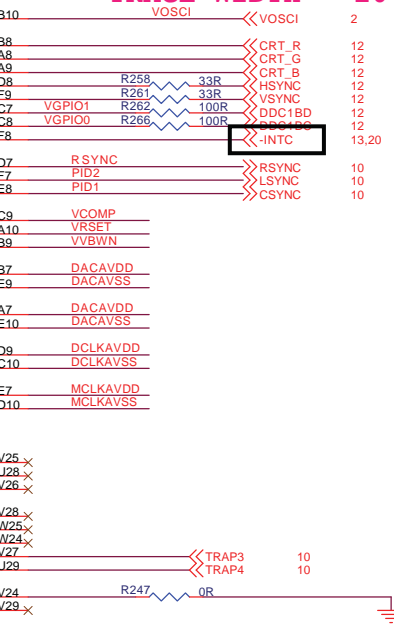 VOSCI
B10 VOSCI 2
B8 CRT_R 12
A8 CRT_G 12
A9 CRT_B 12
D8 R258 33R HSYNC 12
F9 R261 33R VSYNC 12
C7 VGPIO1 R262 100R DDC1BD 12
C8 VGPIO0 R266 100R 12
F8 -INTC 13,20
D7 RSYNC RSYNC 10
F7 PID2 LSYNC 10
E8 PID1 CSYNC 10
C9 VCOMP
A10 VRSET
B9 VVBWN
B7 DACAVDD
E9 DACAVSS
A7 DACAVDD
E10 DACAVSS
D9 DCLKAVDD
C10 DCLKAVSS
E7 MCLKAVDD
D10 MCLKAVSS
V25
U28
V26
V28
W25
W24
V27 TRAP3 10
U29 TRAP4 10
V24 R247 0R
V29